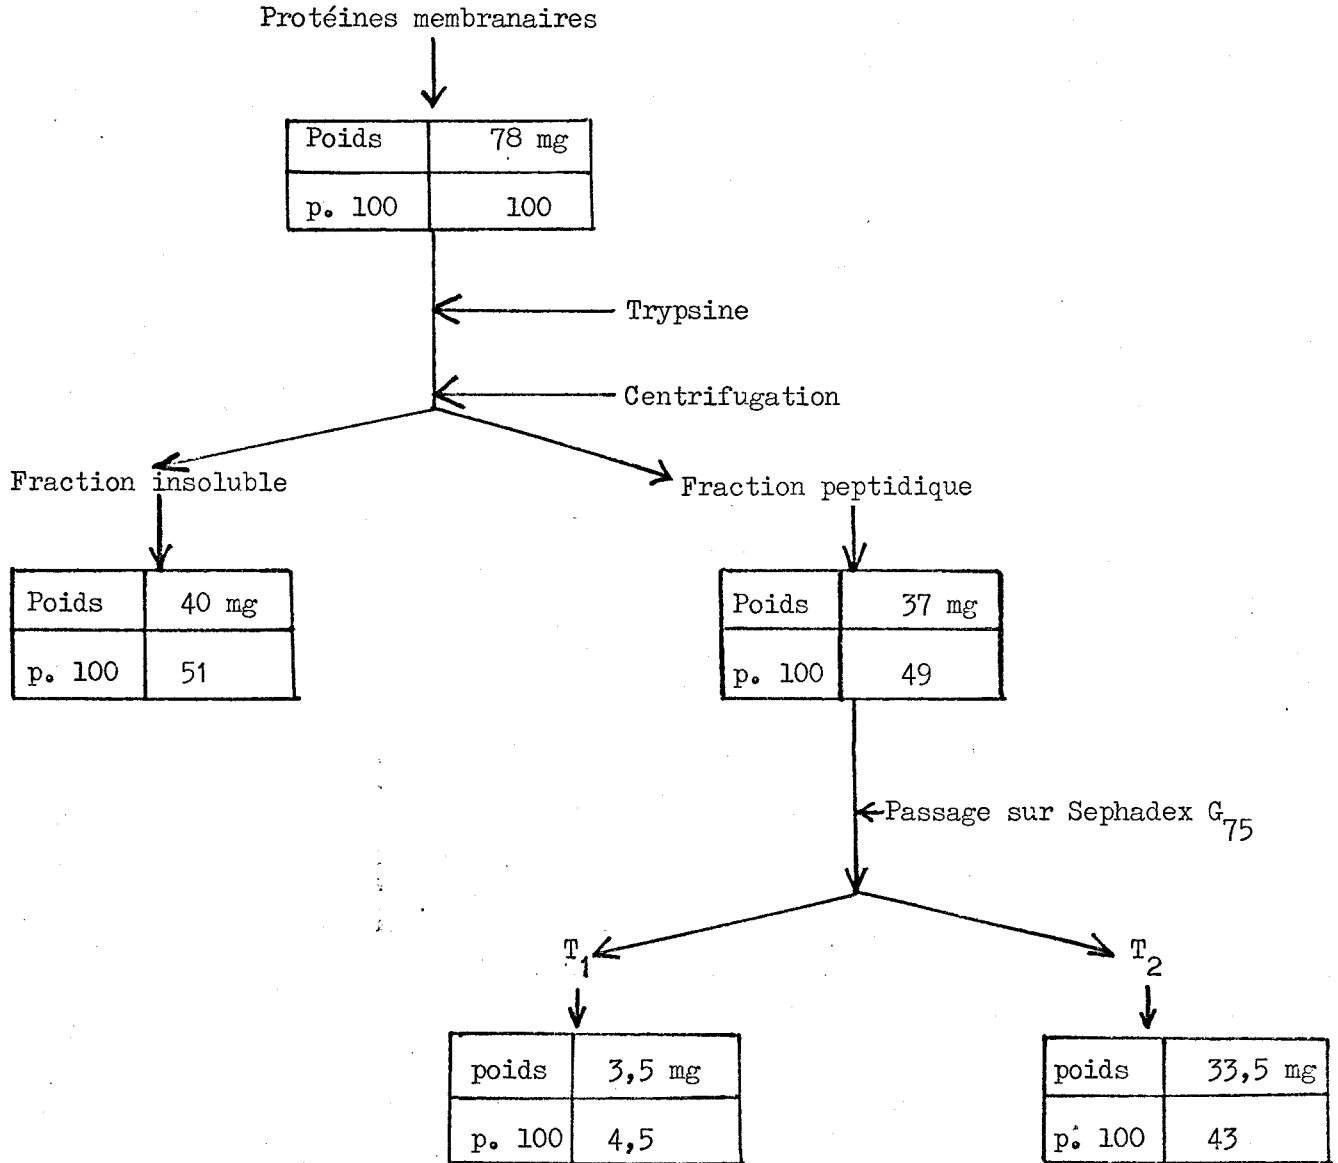 Protéines membranaires
Poids 78 mg
p. 100 100
Trypsine
Centrifugation
Fraction insoluble
Fraction peptidique
Poids 40 mg
p. 100 51
Poids 37 mg
p. 100 49
Passage sur Sephadex G75
T1
T2
poids 3,5 mg
p. 100 4,5
poids 33,5 mg
p. 100 43